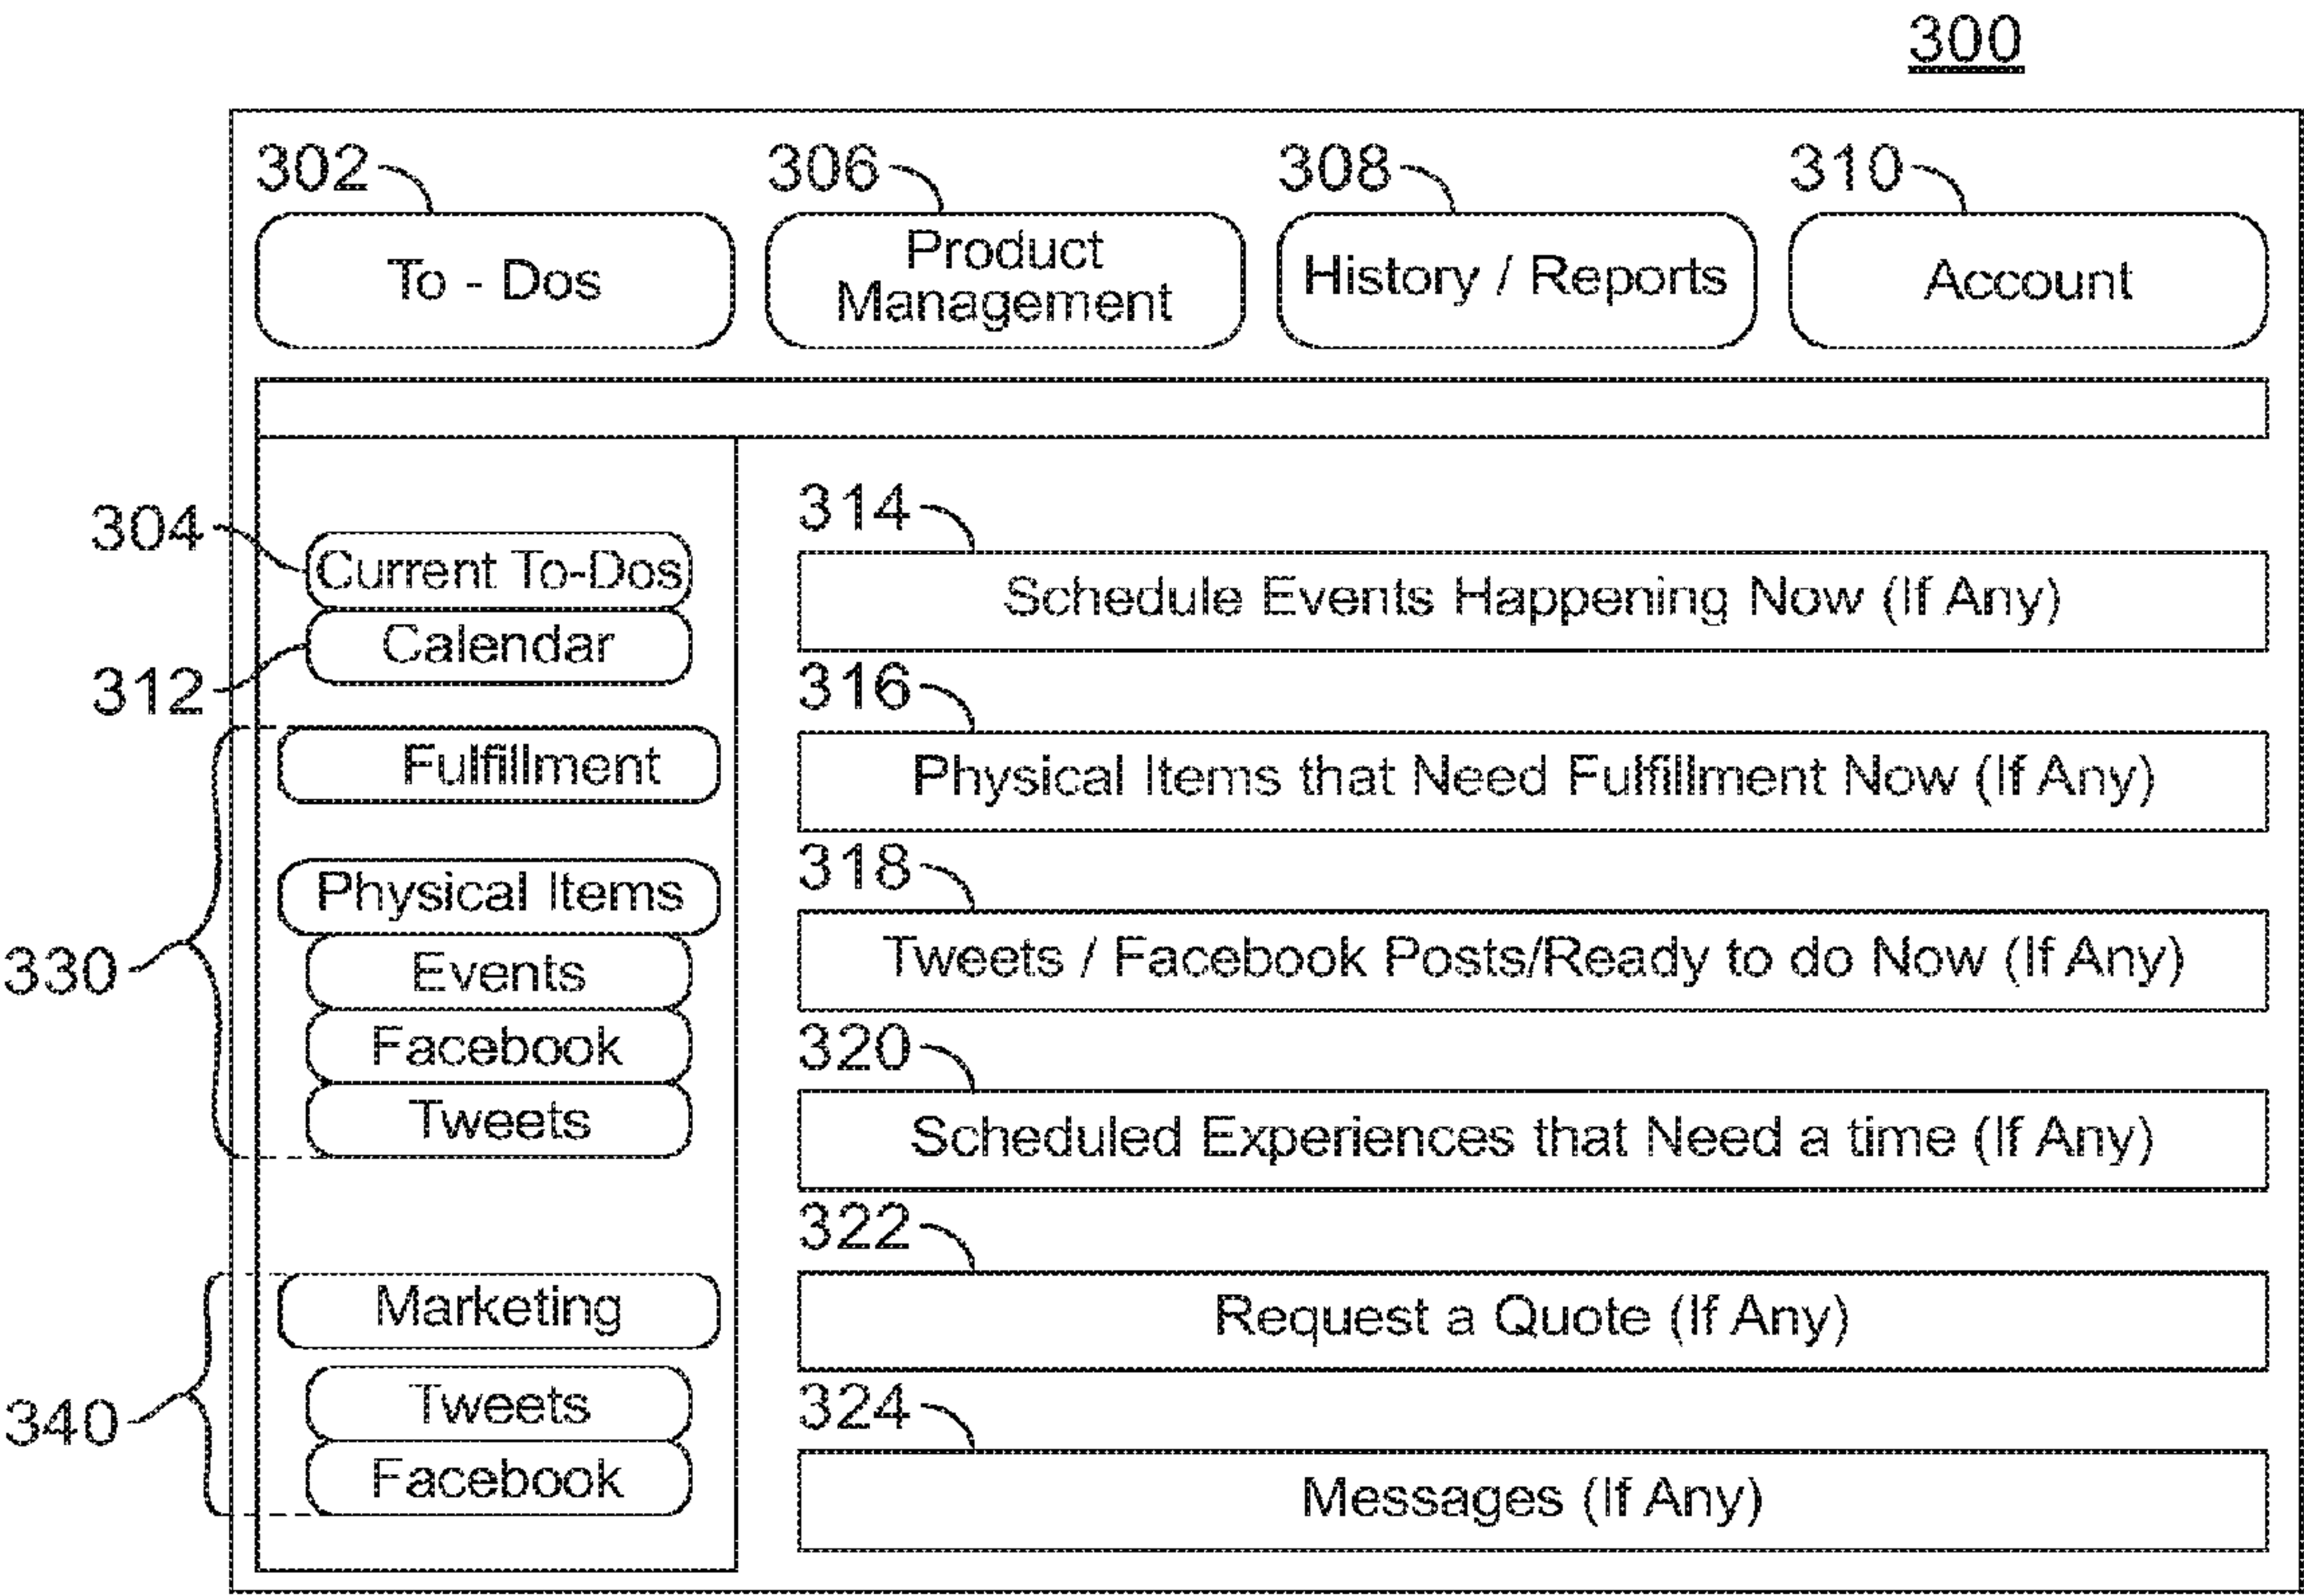 300
302
306
308
310
To - Dos
Product
Management
History / Reports
Account
304
Current To-Dos
312
Calendar
330
Fulfillment
Physical Items
Events
Facebook
Tweets
340
Marketing
Tweets
Facebook
314
Schedule Events Happening Now (If Any)
316
Physical Items that Need Fulfillment Now (If Any)
318
Tweets / Facebook Posts/Ready to do Now (If Any)
320
Scheduled Experiences that Need a time (If Any)
322
Request a Quote (If Any)
324
Messages (If Any)